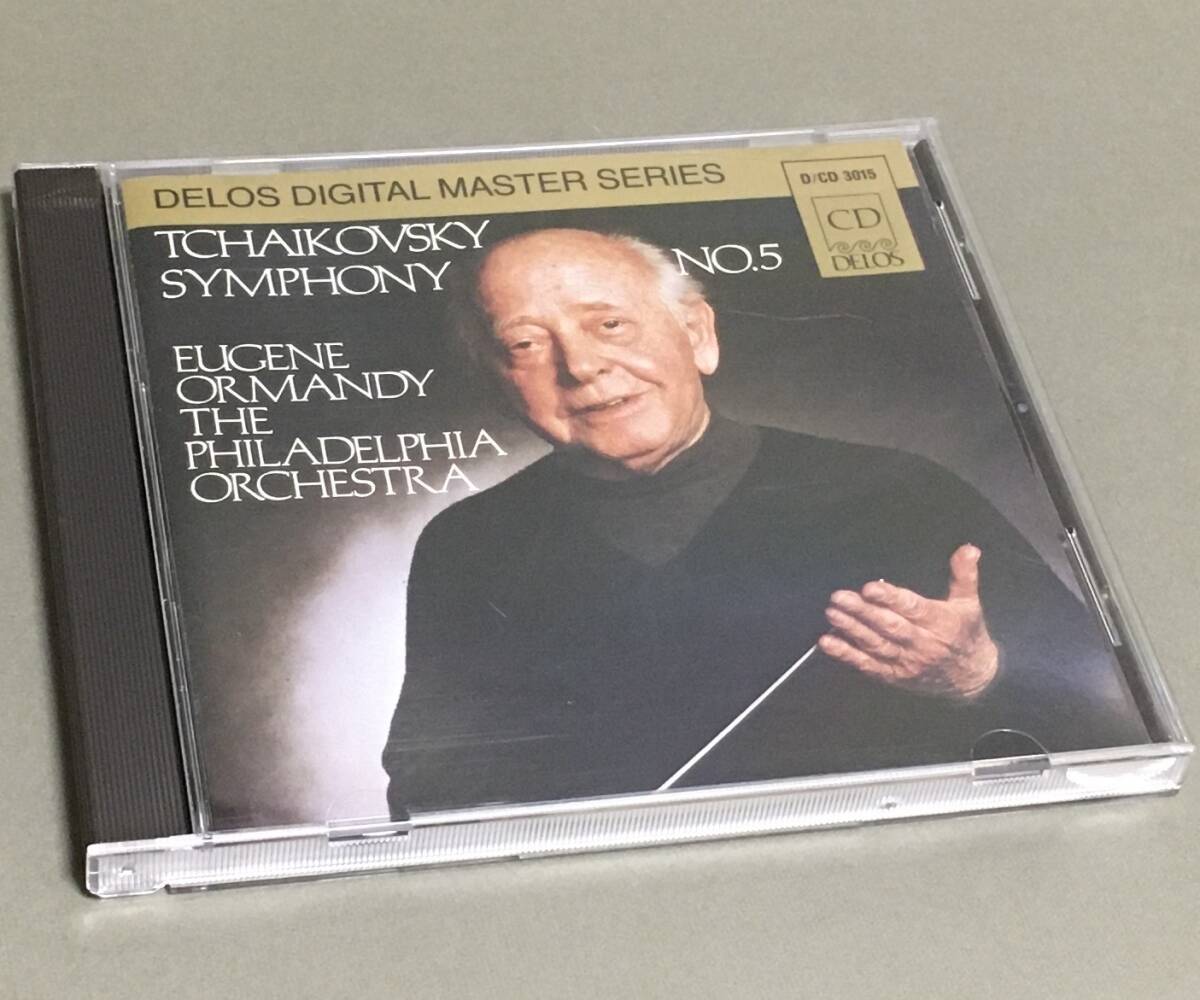 DELOS DIGITAL MASTER SERIES
D/CD 3015
CD
DELOS
TCHAIKOVSKY
SYMPHONY NO.5
EUGENE
ORMANDY
THE
PHILADELPHIA
ORCHESTRA